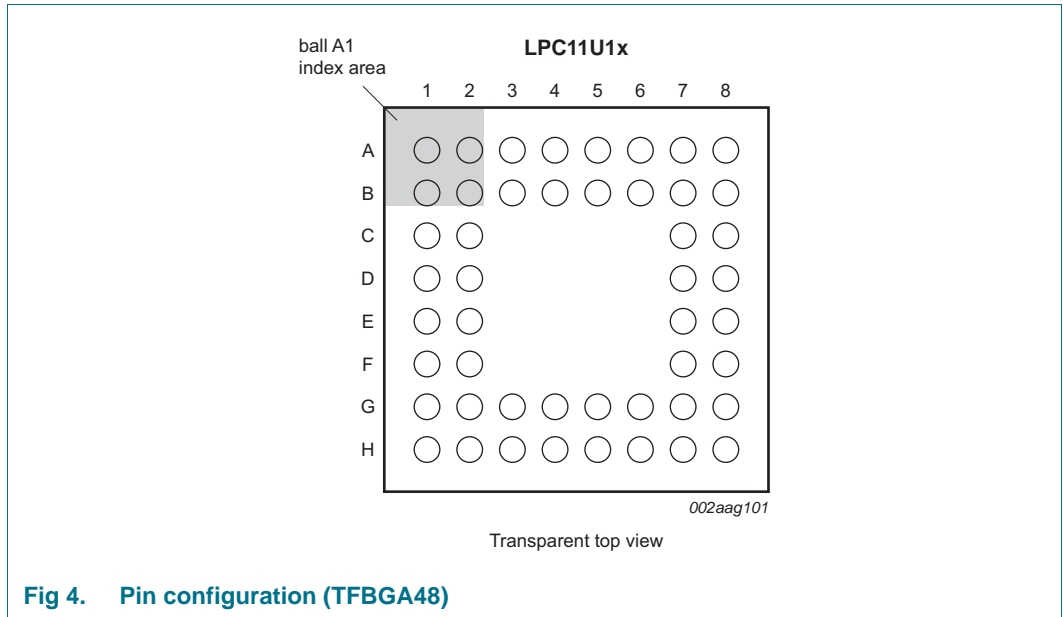 ball A1
index area
LPC11U1x
1 2 3 4 5 6 7 8
A
B
C
D
E
F
G
H
002aag101
Transparent top view
Fig 4. Pin configuration (TFBGA48)